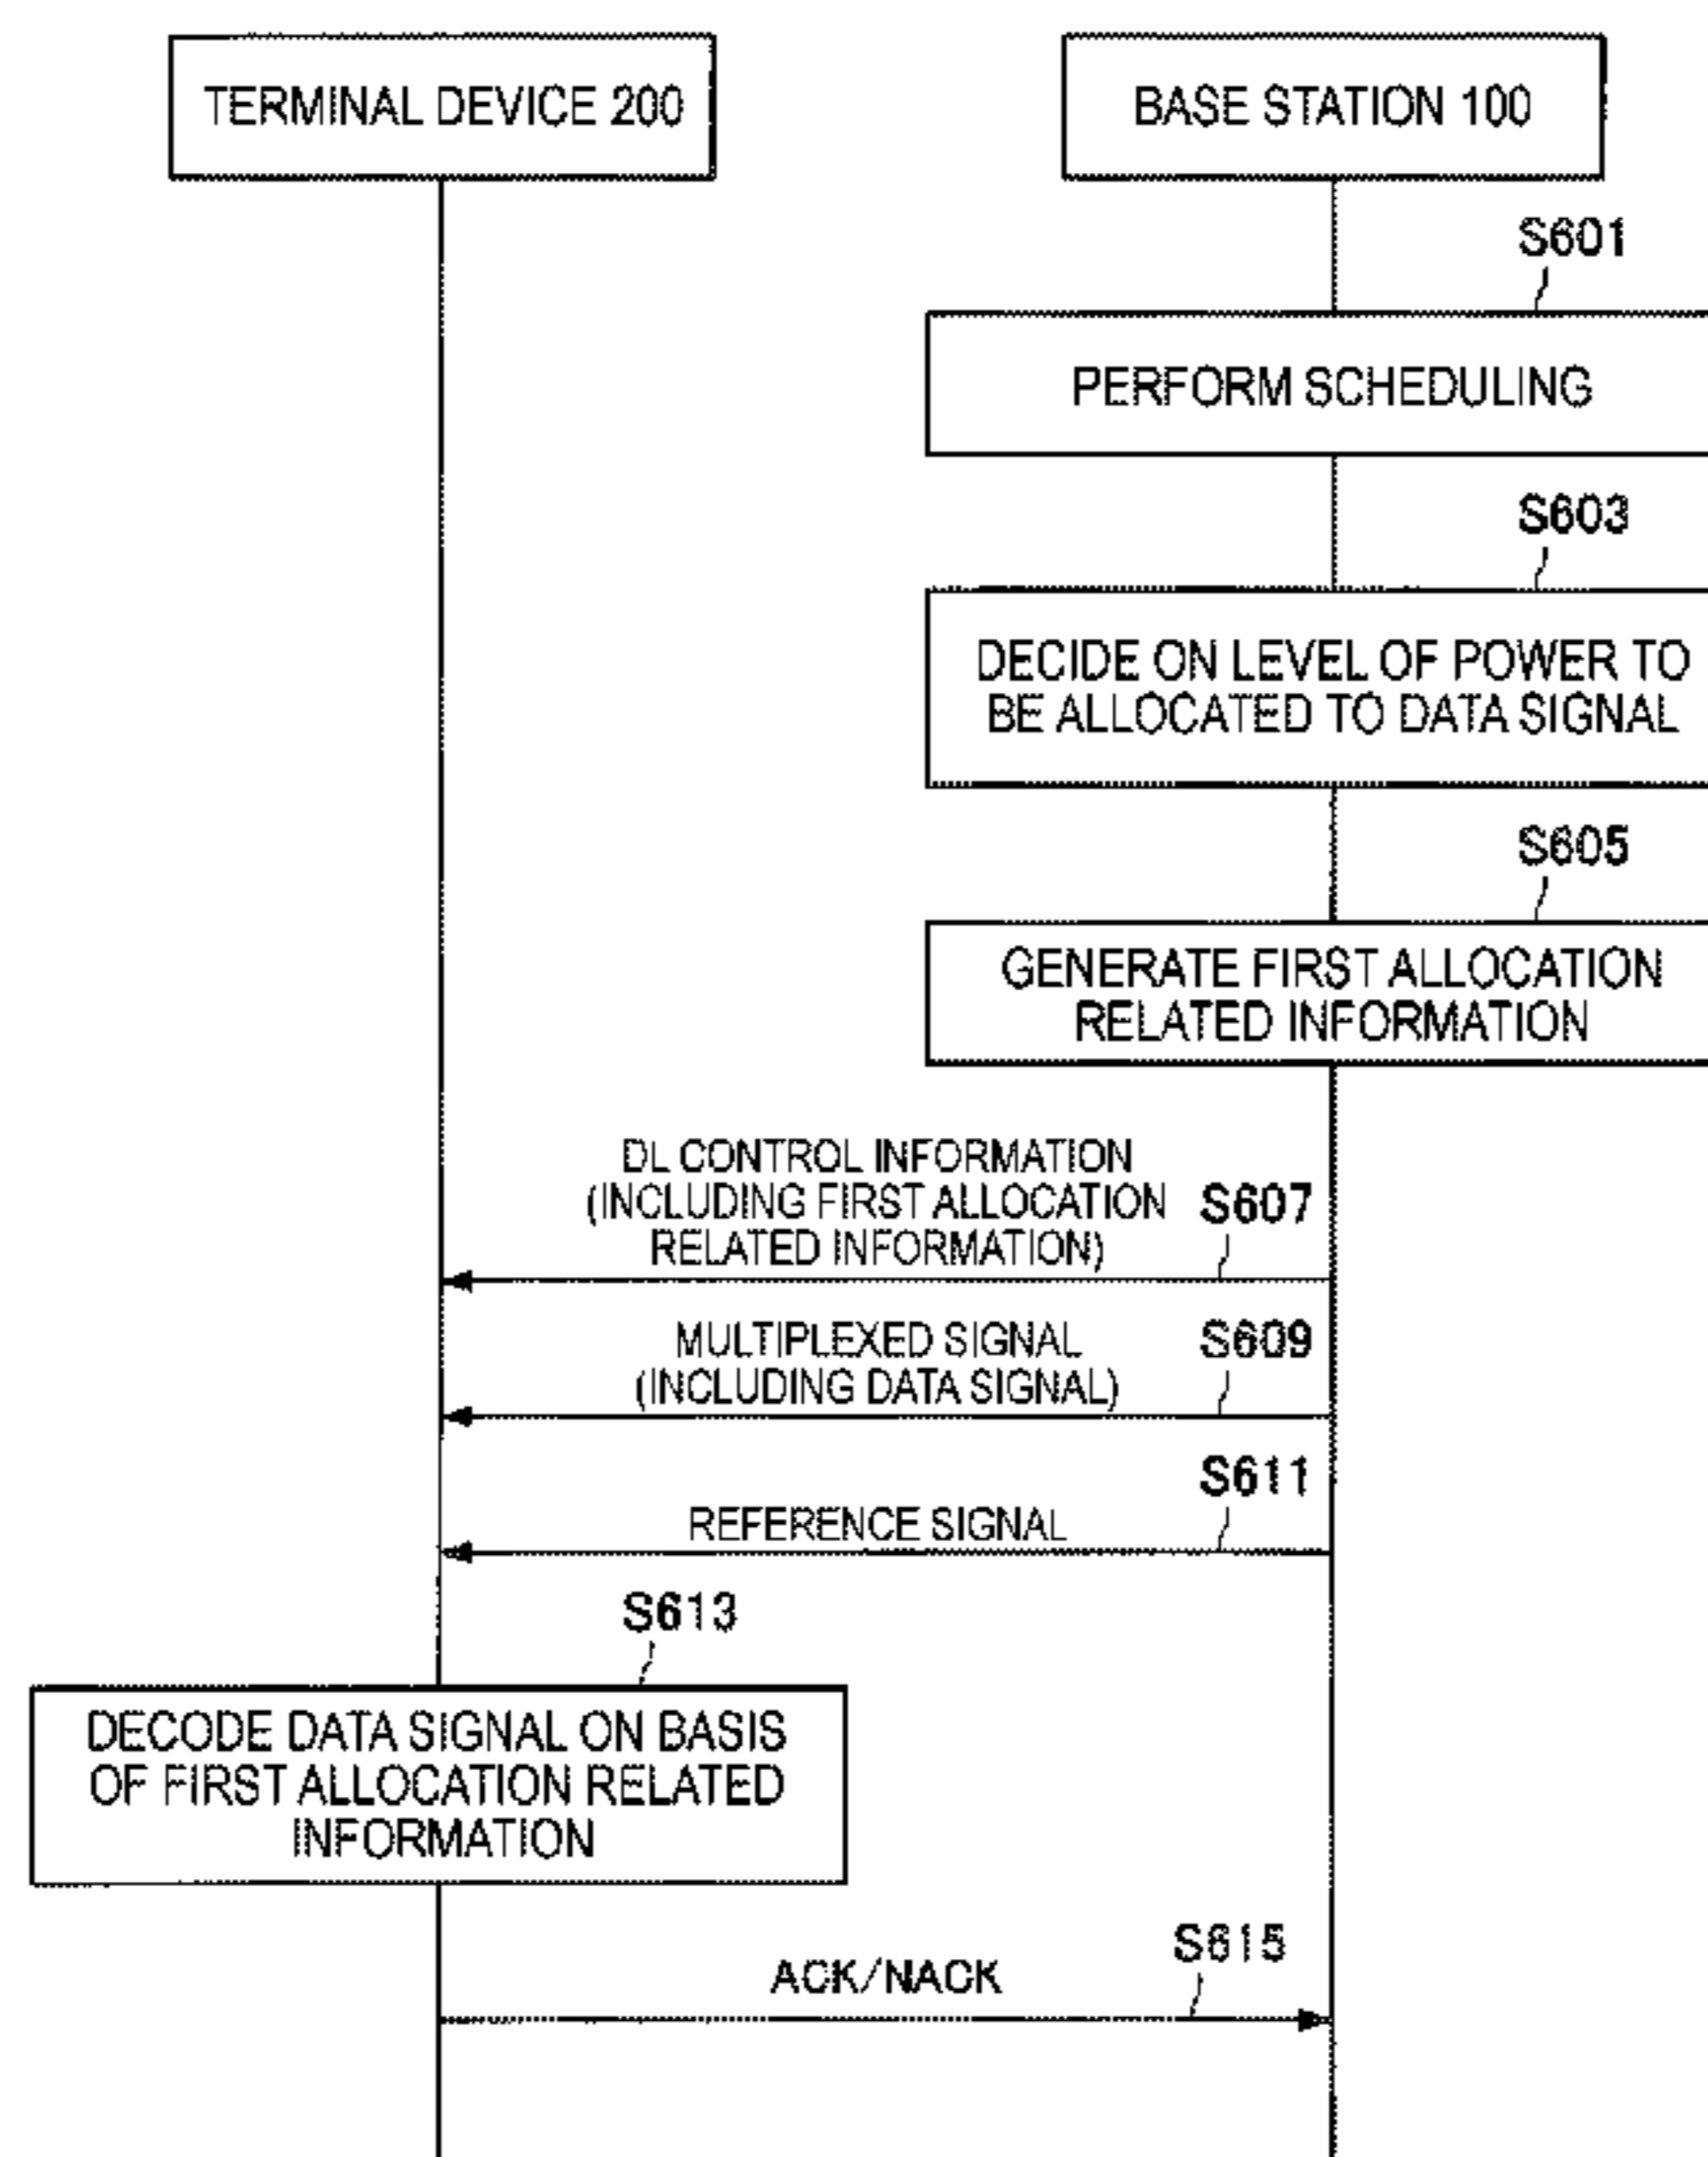 TERMINAL DEVICE 200
BASE STATION 100
S601
PERFORM SCHEDULING
S603
DECIDE ON LEVEL OF POWER TO
BE ALLOCATED TO DATA SIGNAL
S605
GENERATE FIRST ALLOCATION
RELATED INFORMATION
DL CONTROL INFORMATION
(INCLUDING FIRST ALLOCATION
RELATED INFORMATION)
S607
MULTIPLEXED SIGNAL
(INCLUDING DATA SIGNAL)
S609
S611
REFERENCE SIGNAL
S613
DECODE DATA SIGNAL ON BASIS
OF FIRST ALLOCATION RELATED
INFORMATION
S615
ACK/NACK